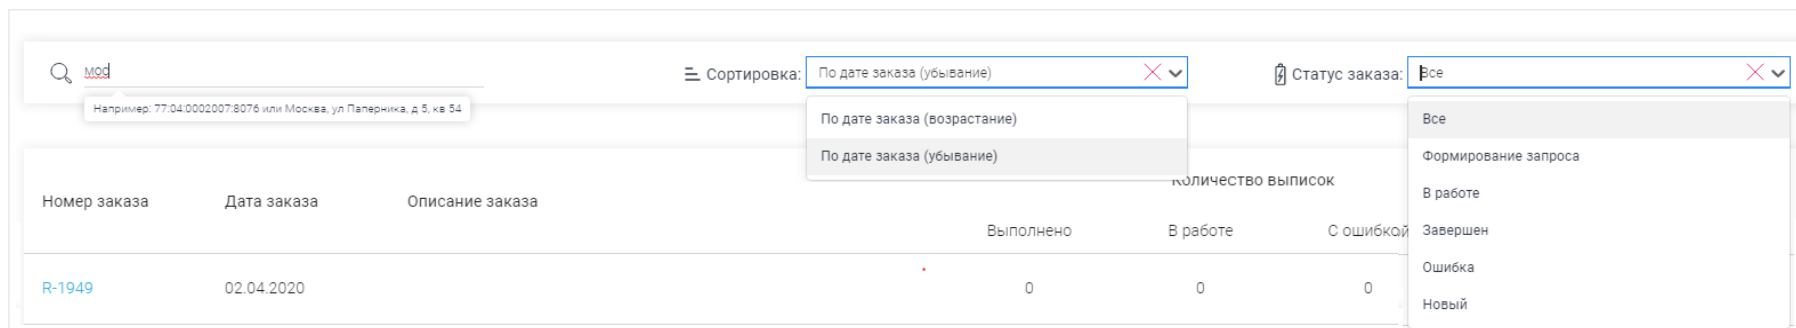 мос
Сортировка:
По дате заказа (убывание)
Статус заказа:
Все
Например: 77:04:0002007:8076 или Москва, ул Паперника, д 5, кв 54
По дате заказа (возрастание)
По дате заказа (убывание)
Все
Формирование запроса
В работе
Завершен
Ошибка
Новый
Номер заказа
Дата заказа
Описание заказа
Количество выписок
Выполнено
В работе
С ошибкой
R-1949
02.04.2020
0
0
0